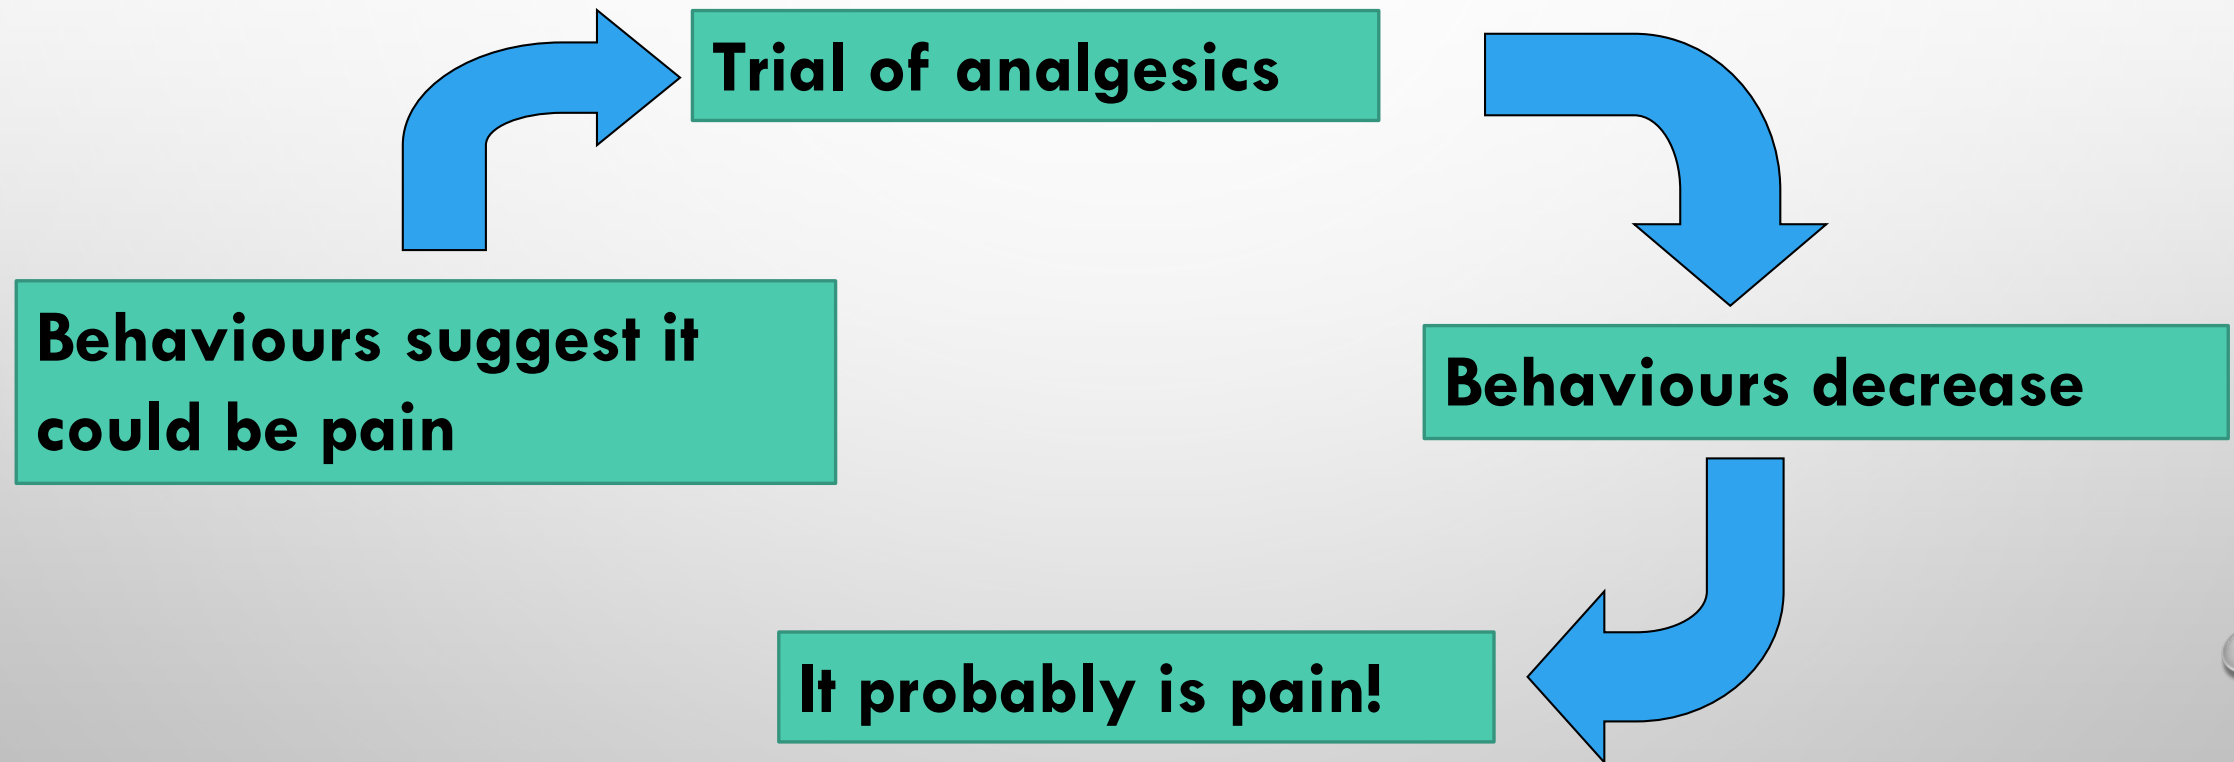 Trial of analgesics
Behaviours suggest it
could be pain
Behaviours decrease
It probably is pain!